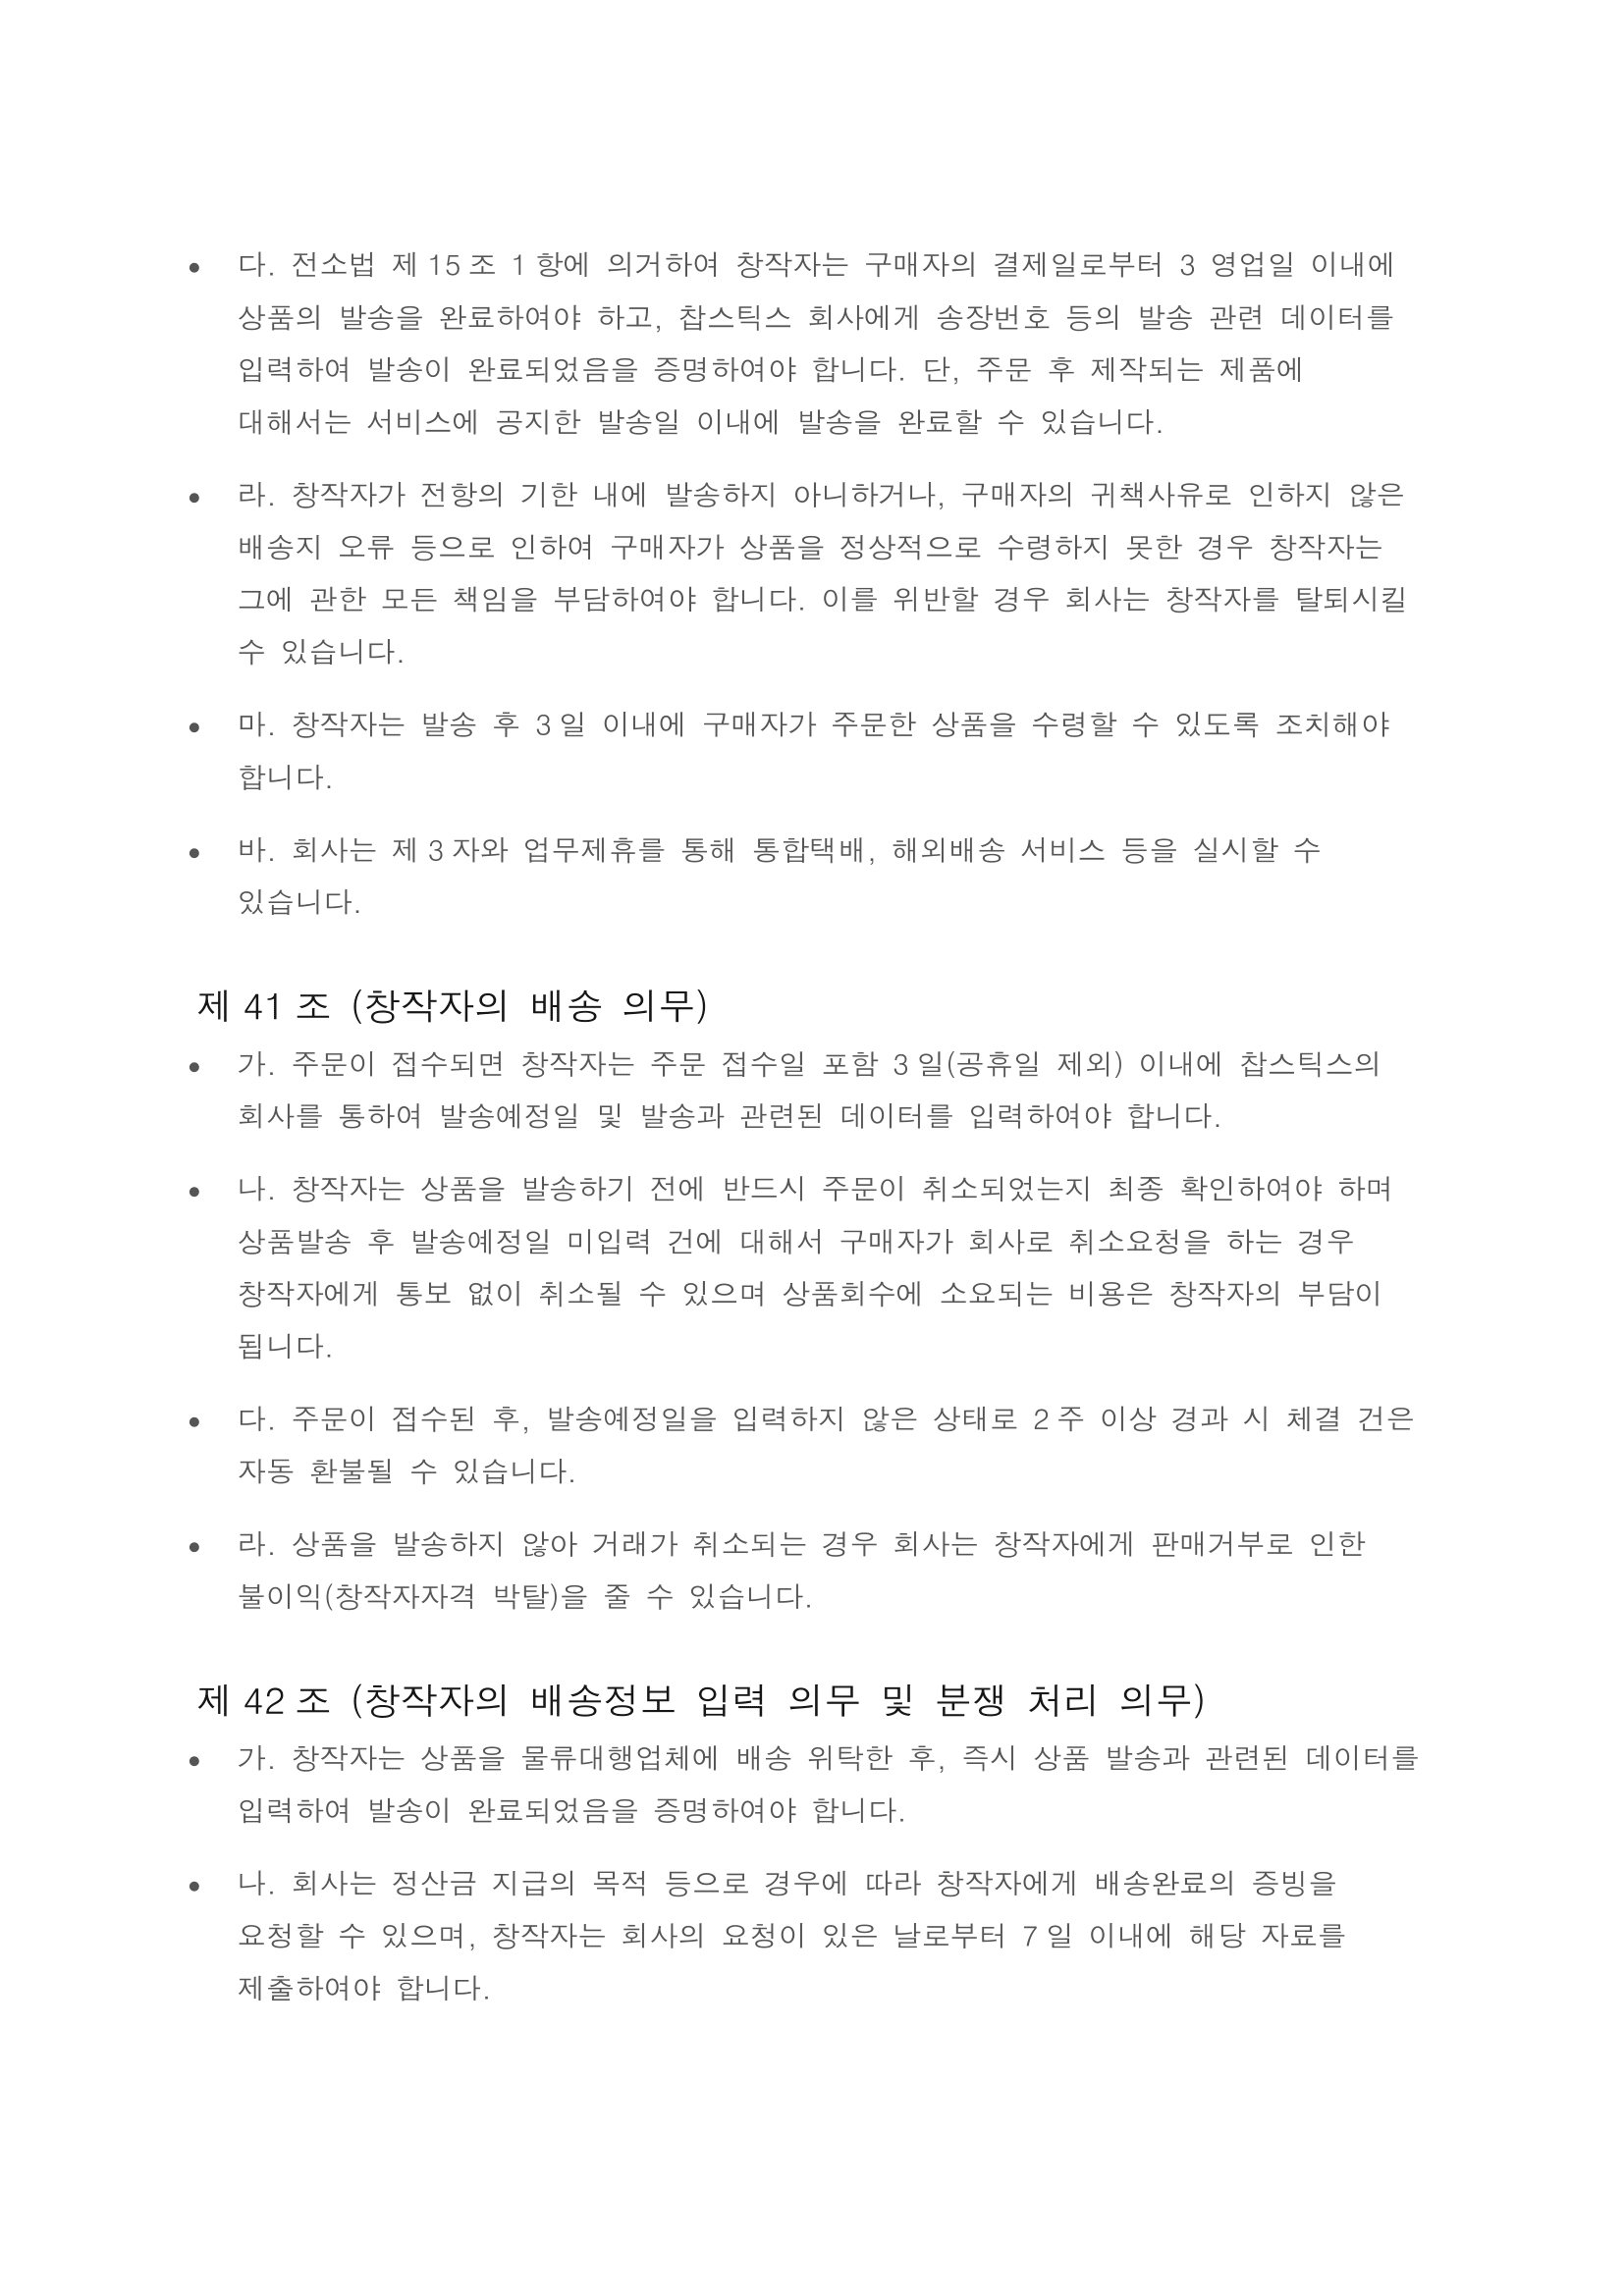 ● 다. 전소법 제 15 조 1 항에 의거하여 창작자는 구매자의 결제일로부터 3 영업일 이내에
상품의 발송을 완료하여야 하고, 찹스틱스 회사에게 송장번호 등의 발송 관련 데이터를
입력하여 발송이 완료되었음을 증명하여야 합니다. 단, 주문 후 제작되는 제품에
대해서는 서비스에 공지한 발송일 이내에 발송을 완료할 수 있습니다.
● 라. 창작자가 전항의 기한 내에 발송하지 아니하거나, 구매자의 귀책사유로 인하지 않은
배송지 오류 등으로 인하여 구매자가 상품을 정상적으로 수령하지 못한 경우 창작자는
그에 관한 모든 책임을 부담하여야 합니다. 이를 위반할 경우 회사는 창작자를 탈퇴시킬
수 있습니다.
● 마. 창작자는 발송 후 3 일 이내에 구매자가 주문한 상품을 수령할 수 있도록 조치해야
합니다.
● 바. 회사는 제 3 자와 업무제휴를 통해 통합택배, 해외배송 서비스 등을 실시할 수
있습니다.
제 41 조 (창작자의 배송 의무)
● 가. 주문이 접수되면 창작자는 주문 접수일 포함 3 일(공휴일 제외) 이내에 찹스틱스의
회사를 통하여 발송예정일 및 발송과 관련된 데이터를 입력하여야 합니다.
● 나. 창작자는 상품을 발송하기 전에 반드시 주문이 취소되었는지 최종 확인하여야 하며
상품발송 후 발송예정일 미입력 건에 대해서 구매자가 회사로 취소요청을 하는 경우
창작자에게 통보 없이 취소될 수 있으며 상품회수에 소요되는 비용은 창작자의 부담이
됩니다.
● 다. 주문이 접수된 후, 발송예정일을 입력하지 않은 상태로 2 주 이상 경과 시 체결 건은
자동 환불될 수 있습니다.
● 라. 상품을 발송하지 않아 거래가 취소되는 경우 회사는 창작자에게 판매거부로 인한
불이익(창작자자격 박탈)을 줄 수 있습니다.
제 42 조 (창작자의 배송정보 입력 의무 및 분쟁 처리 의무)
● 가. 창작자는 상품을 물류대행업체에 배송 위탁한 후, 즉시 상품 발송과 관련된 데이터를
입력하여 발송이 완료되었음을 증명하여야 합니다.
● 나. 회사는 정산금 지급의 목적 등으로 경우에 따라 창작자에게 배송완료의 증빙을
요청할 수 있으며, 창작자는 회사의 요청이 있은 날로부터 7 일 이내에 해당 자료를
제출하여야 합니다.